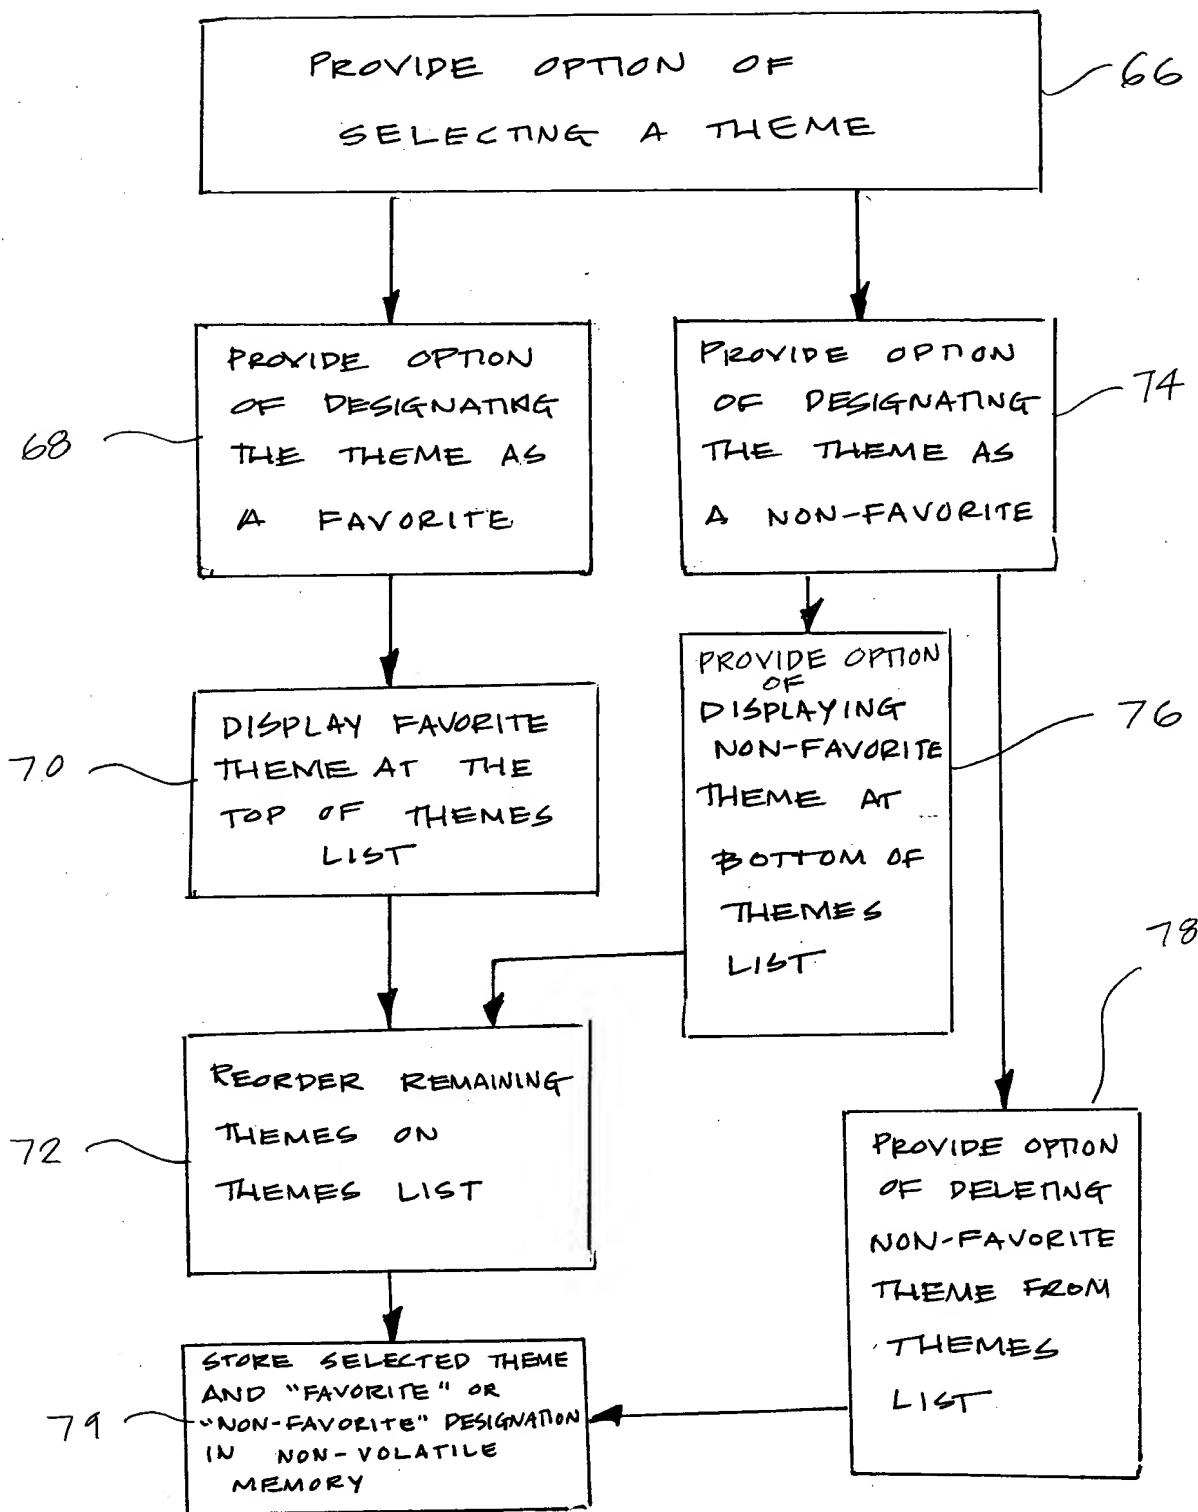 PROVIDE OPTION OF
SELECTING A THEME
66
PROVIDE OPTION
OF DESIGNATING
THE THEME AS
A FAVORITE
68
PROVIDE OPTION
OF DESIGNATING
THE THEME AS
A NON-FAVORITE
74
DISPLAY FAVORITE
THEME AT THE
TOP OF THEMES
LIST
70
PROVIDE OPTION
OF
DISPLAYING
NON-FAVORITE
THEME AT
BOTTOM OF
THEMES
LIST
76
REORDER REMAINING
THEMES ON
THEMES LIST
72
PROVIDE OPTION
OF DELETING
NON-FAVORITE
THEME FROM
THEMES
LIST
78
STORE SELECTED THEME
AND "FAVORITE" OR
"NON-FAVORITE" DESIGNATION
IN NON-VOLATILE
MEMORY
79